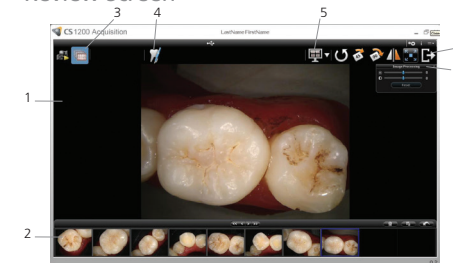 Review Screen
3 4 5
CS 1200 Acquisition LastName FirstName
Image Processing
1
2